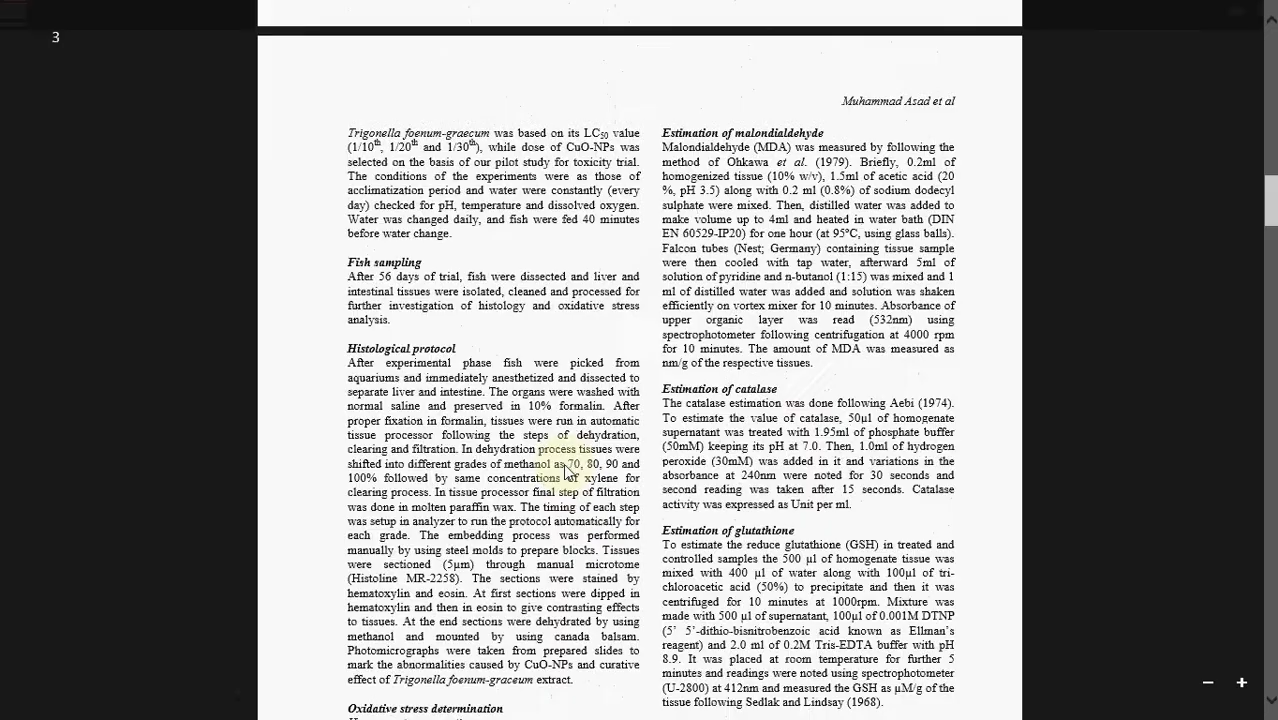 3
Muhammad Asad et al
Trigonella foenum-graecum was based on its LC50 value
(1/10th, 1/20th and 1/30th), while dose of CuO-NPs was
selected on the basis of our pilot study for toxicity trial.
The conditions of the experiments were as those of
acclimatization period and water were constantly (every
day) checked for pH, temperature and dissolved oxygen.
Water was changed daily, and fish were fed 40 minutes
before water change.
Fish sampling
After 56 days of trial, fish were dissected and liver and
intestinal tissues were isolated, cleaned and processed for
further investigation of histology and oxidative stress
analysis.
Histological protocol
After experimental phase fish were picked from
aquariums and immediately anesthetized and dissected to
separate liver and intestine. The organs were washed with
normal saline and preserved in 10% formalin. After
proper fixation in formalin, tissues were run in automatic
tissue processor following the steps of dehydration,
clearing and filtration. In dehydration process tissues were
shifted into different grades of methanol as 70, 80, 90 and
100% followed by same concentrations of xylene for
clearing process. In tissue processor final step of filtration
was done in molten paraffin wax. The timing of each step
was setup in analyzer to run the protocol automatically for
each grade. The embedding process was performed
manually by using steel molds to prepare blocks. Tissues
were sectioned (5µm) through manual microtome
(Histoline MR-2258). The sections were stained by
hematoxylin and eosin. At first sections were dipped in
hematoxylin and then in eosin to give contrasting effects
to tissues. At the end sections were dehydrated by using
methanol and mounted by using canada balsam.
Photomicrographs were taken from prepared slides to
mark the abnormalities caused by CuO-NPs and curative
effect of Trigonella foenum-graceum extract.
Oxidative stress determination
Estimation of malondialdehyde
Malondialdehyde (MDA) was measured by following the
method of Ohkawa et al. (1979). Briefly, 0.2ml of
homogenized tissue (10% w/v), 1.5ml of acetic acid (20
%, pH 3.5) along with 0.2 ml (0.8%) of sodium dodecyl
sulphate were mixed. Then, distilled water was added to
make volume up to 4ml and heated in water bath (DIN
EN 60529-IP20) for one hour (at 95ºC, using glass balls).
Falcon tubes (Nest; Germany) containing tissue sample
were then cooled with tap water, afterward 5ml of
solution of pyridine and n-butanol (1:15) was mixed and 1
ml of distilled water was added and solution was shaken
efficiently on vortex mixer for 10 minutes. Absorbance of
upper organic layer was read (532nm) using
spectrophotometer following centrifugation at 4000 rpm
for 10 minutes. The amount of MDA was measured as
nm/g of the respective tissues.
Estimation of catalase
The catalase estimation was done following Aebi (1974).
To estimate the value of catalase, 50µl of homogenate
supernatant was treated with 1.95ml of phosphate buffer
(50mM) keeping its pH at 7.0. Then, 1.0ml of hydrogen
peroxide (30mM) was added in it and variations in the
absorbance at 240nm were noted for 30 seconds and
second reading was taken after 15 seconds. Catalase
activity was expressed as Unit per ml.
Estimation of glutathione
To estimate the reduce glutathione (GSH) in treated and
controlled samples the 500 µl of homogenate tissue was
mixed with 400 µl of water along with 100µl of tri-
chloroacetic acid (50%) to precipitate and then it was
centrifuged for 10 minutes at 1000rpm. Mixture was
made with 500 µl of supernatant, 100µl of 0.001M DTNP
(5' 5'-dithio-bisnitrobenzoic acid known as Ellman's
reagent) and 2.0 ml of 0.2M Tris-EDTA buffer with pH
8.9. It was placed at room temperature for further 5
minutes and readings were noted using spectrophotometer
(U-2800) at 412nm and measured the GSH as µM/g of the
tissue following Sedlak and Lindsay (1968).